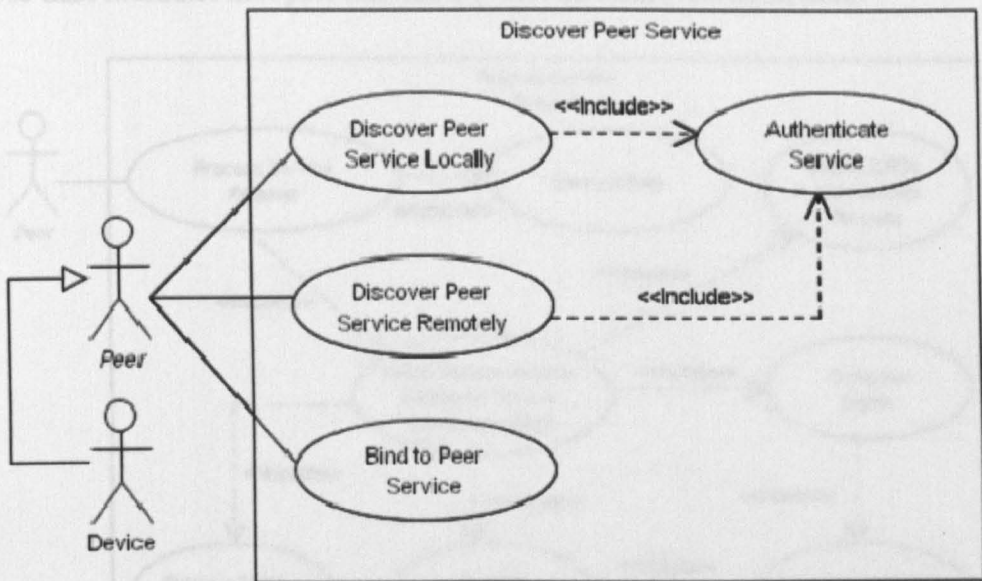 Discover Peer Service
Discover Peer
Service Locally
<<Include>>
Authenticate
Service
Discover Peer
Service Remotely
<<Include>>
Peer
Bind to Peer
Service
Device